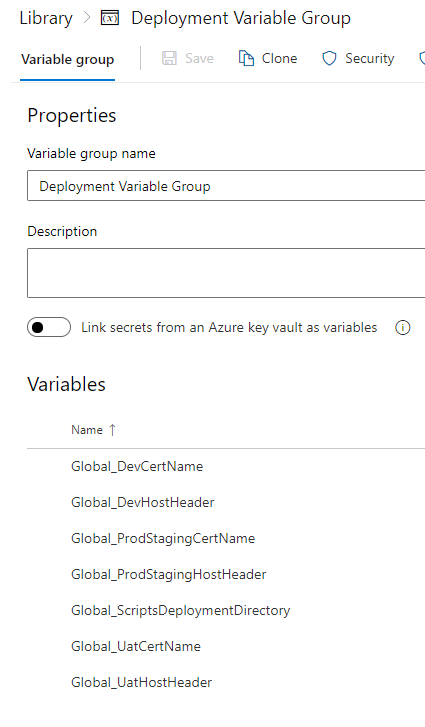 Library > Deployment Variable Group
Variable group
Save
Clone
Security
Properties
Variable group name
Deployment Variable Group
Description
Link secrets from an Azure key vault as variables
Variables
Name ↑
Global_DevCertName
Global_DevHostHeader
Global_ProdStagingCertName
Global_ProdStagingHostHeader
Global_ScriptsDeploymentDirectory
Global_UatCertName
Global_UatHostHeader